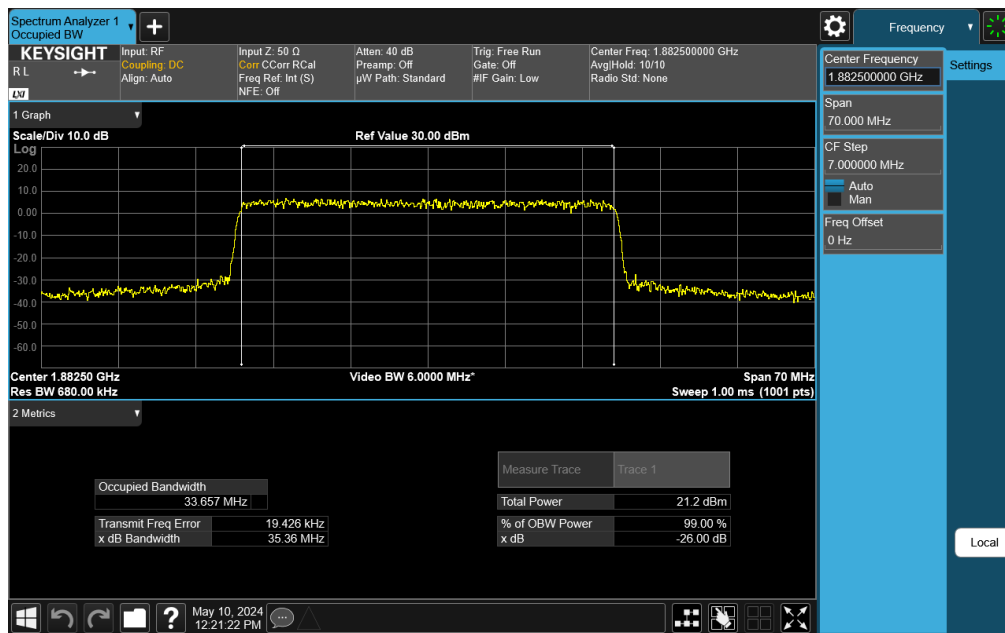 Spectrum Analyzer 1
Occupied BW
Frequency
KEYSIGHT
R L
LXI
Input: RF
Coupling: DC
Align: Auto
Input Z: 50 Ω
Corr CCorr RCal
Freq Ref: Int (S)
NFE: Off
Atten: 40 dB
Preamp: Off
µW Path: Standard
Trig: Free Run
Gate: Off
#IF Gain: Low
Center Freq: 1.882500000 GHz
Avg|Hold: 10/10
Radio Std: None
Center Frequency
1.882500000 GHz
Settings
Span
70.000 MHz
CF Step
7.000000 MHz
Auto
Man
Freq Offset
0 Hz
1 Graph
Scale/Div 10.0 dB
Ref Value 30.00 dBm
Log
20.0
10.0
0.00
-10.0
-20.0
-30.0
-40.0
-50.0
-60.0
Center 1.88250 GHz
Video BW 6.0000 MHz*
Span 70 MHz
Res BW 680.00 kHz
Sweep 1.00 ms (1001 pts)
2 Metrics
Measure Trace
Trace 1
Occupied Bandwidth
33.657 MHz
Total Power
21.2 dBm
Transmit Freq Error
19.426 kHz
% of OBW Power
99.00 %
x dB Bandwidth
35.36 MHz
x dB
-26.00 dB
Local
?
May 10, 2024
12:21:22 PM